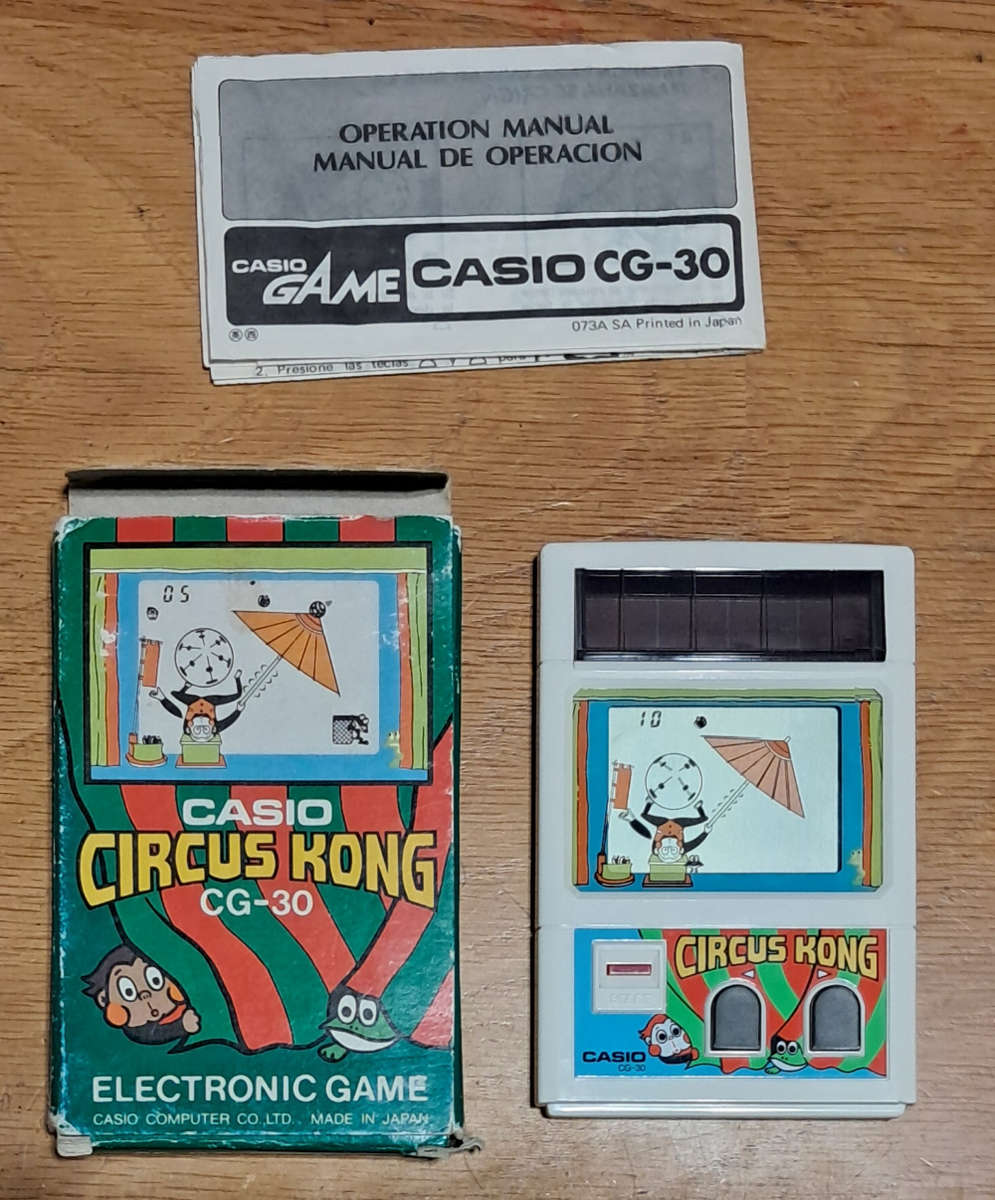 OPERATION MANUAL
MANUAL DE OPERACION
CASIO GAME CASIO CG-30
073A SA Printed in Japan
2. Presione las teclas
05
CASIO
CIRCUS KONG
CG-30
ELECTRONIC GAME
CASIO COMPUTER CO.,LTD. MADE IN JAPAN
10
CIRCUS KONG
START
CASIO
CG-30